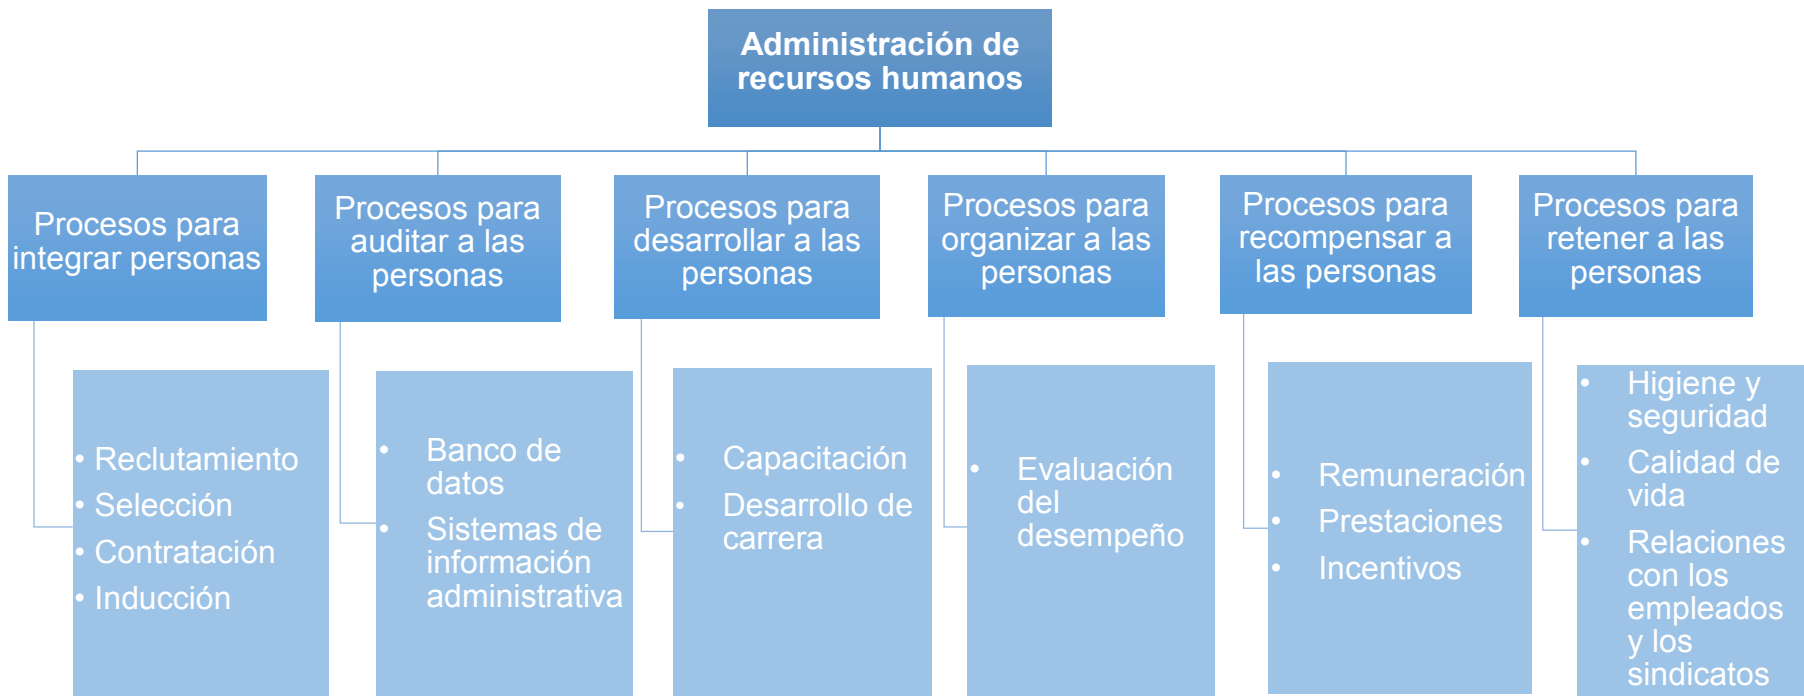 Administración de
recursos humanos
Procesos para
integrar personas
Procesos para
auditar a las
personas
Procesos para
desarrollar a las
personas
Procesos para
organizar a las
personas
Procesos para
recompensar a
las personas
Procesos para
retener a las
personas
• Reclutamiento
• Selección
• Contratación
• Inducción
• Banco de
datos
• Sistemas de
información
administrativa
• Capacitación
• Desarrollo de
carrera
• Evaluación
del
desempeño
• Remuneración
• Prestaciones
• Incentivos
• Higiene y
seguridad
• Calidad de
vida
• Relaciones
con los
empleados
y los
sindicatos